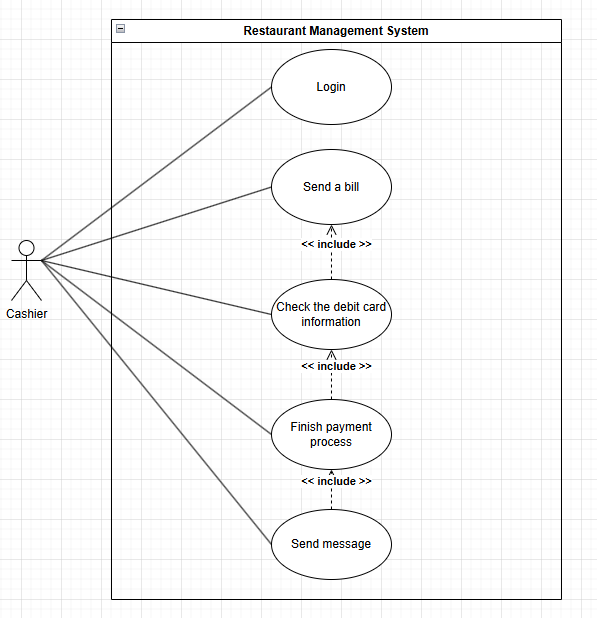 Restaurant Management System
Login
Send a bill
<< include >>
Cashier
Check the debit card
information
<< include >>
Finish payment
process
<< include >>
Send message